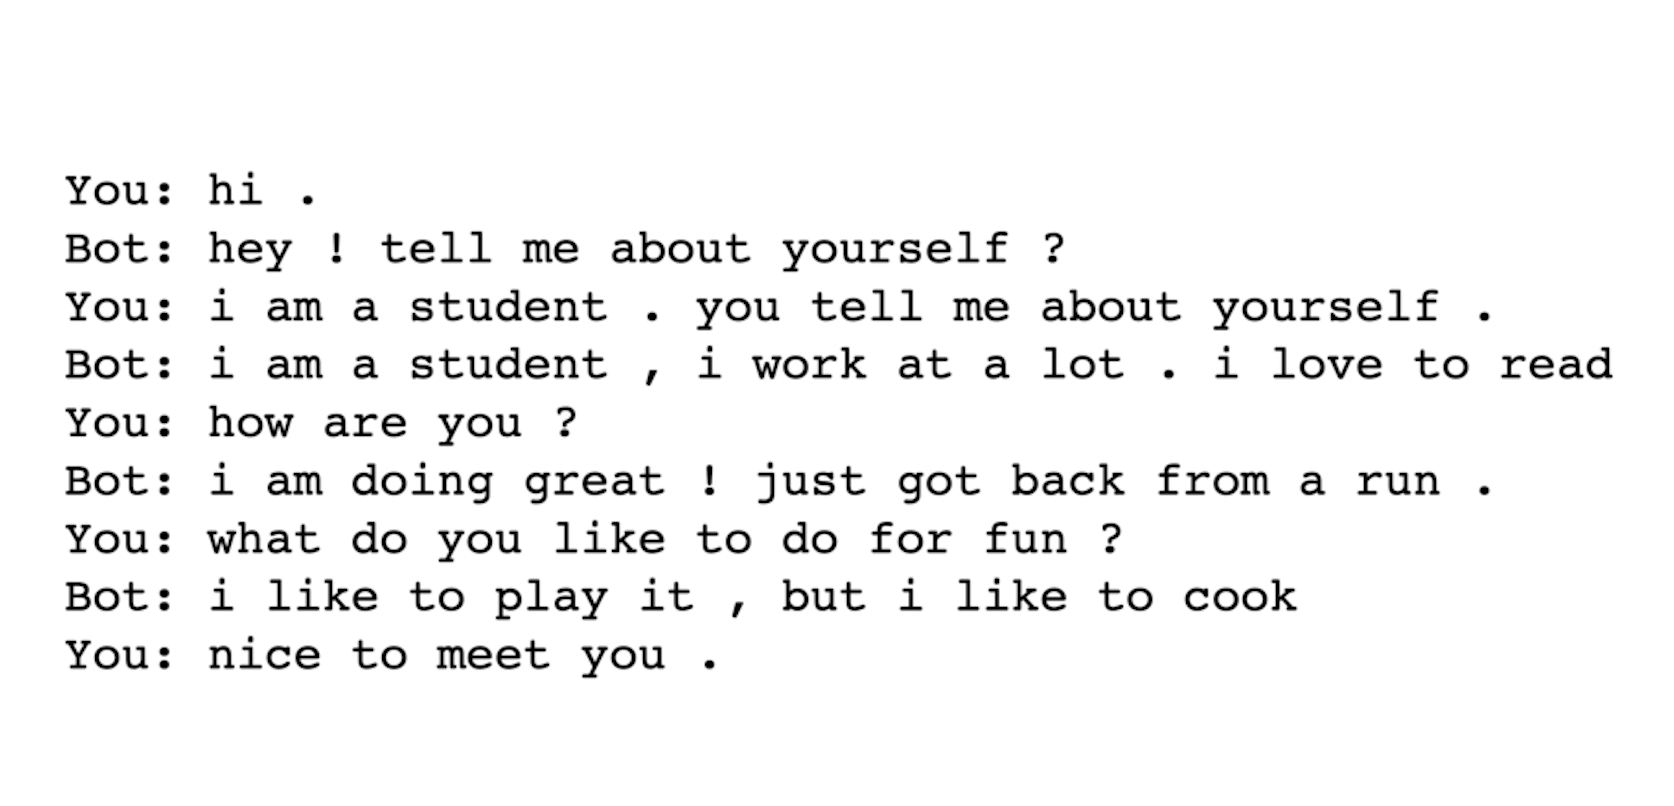 You: hi .
Bot: hey ! tell me about yourself ?
You: i am a student . you tell me about yourself .
Bot: i am a student , i work at a lot . i love to read
You: how are you ?
Bot: i am doing great ! just got back from a run .
You: what do you like to do for fun ?
Bot: i like to play it , but i like to cook
You: nice to meet you .